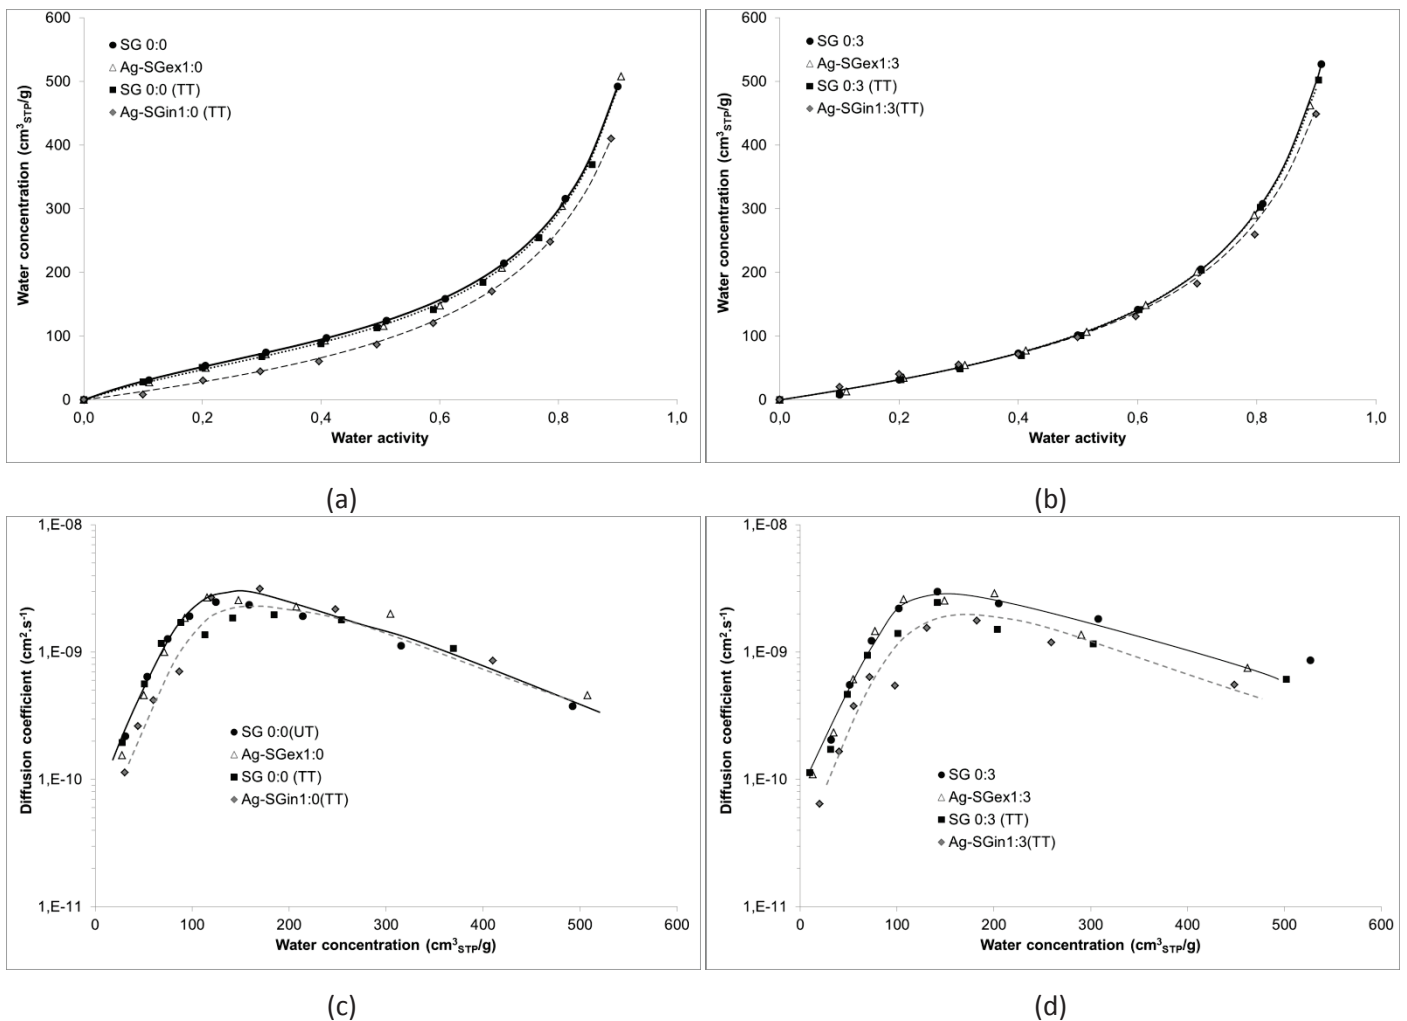 600
500
400
300
200
100
0
Water concentration (cm³STP/g)
SG 0:0
Ag-SGex1:0
SG 0:0 (TT)
Ag-SGin1:0 (TT)
0,0 0,2 0,4 0,6 0,8 1,0
Water activity
(a)
600
500
400
300
200
100
0
Water concentration (cm³STP/g)
SG 0:3
Ag-SGex1:3
SG 0:3 (TT)
Ag-SGin1:3(TT)
0,0 0,2 0,4 0,6 0,8 1,0
Water activity
(b)
1,E-08
1,E-09
1,E-10
1,E-11
Diffusion coefficient (cm².s⁻¹)
SG 0:0(UT)
Ag-SGex1:0
SG 0:0 (TT)
Ag-SGin1:0(TT)
0 100 200 300 400 500 600
Water concentration (cm³STP/g)
(c)
1,E-08
1,E-09
1,E-10
1,E-11
Diffusion coefficient (cm².s⁻¹)
SG 0:3
Ag-SGex1:3
SG 0:3 (TT)
Ag-SGin1:3(TT)
0 100 200 300 400 500 600
Water concentration (cm³STP/g)
(d)